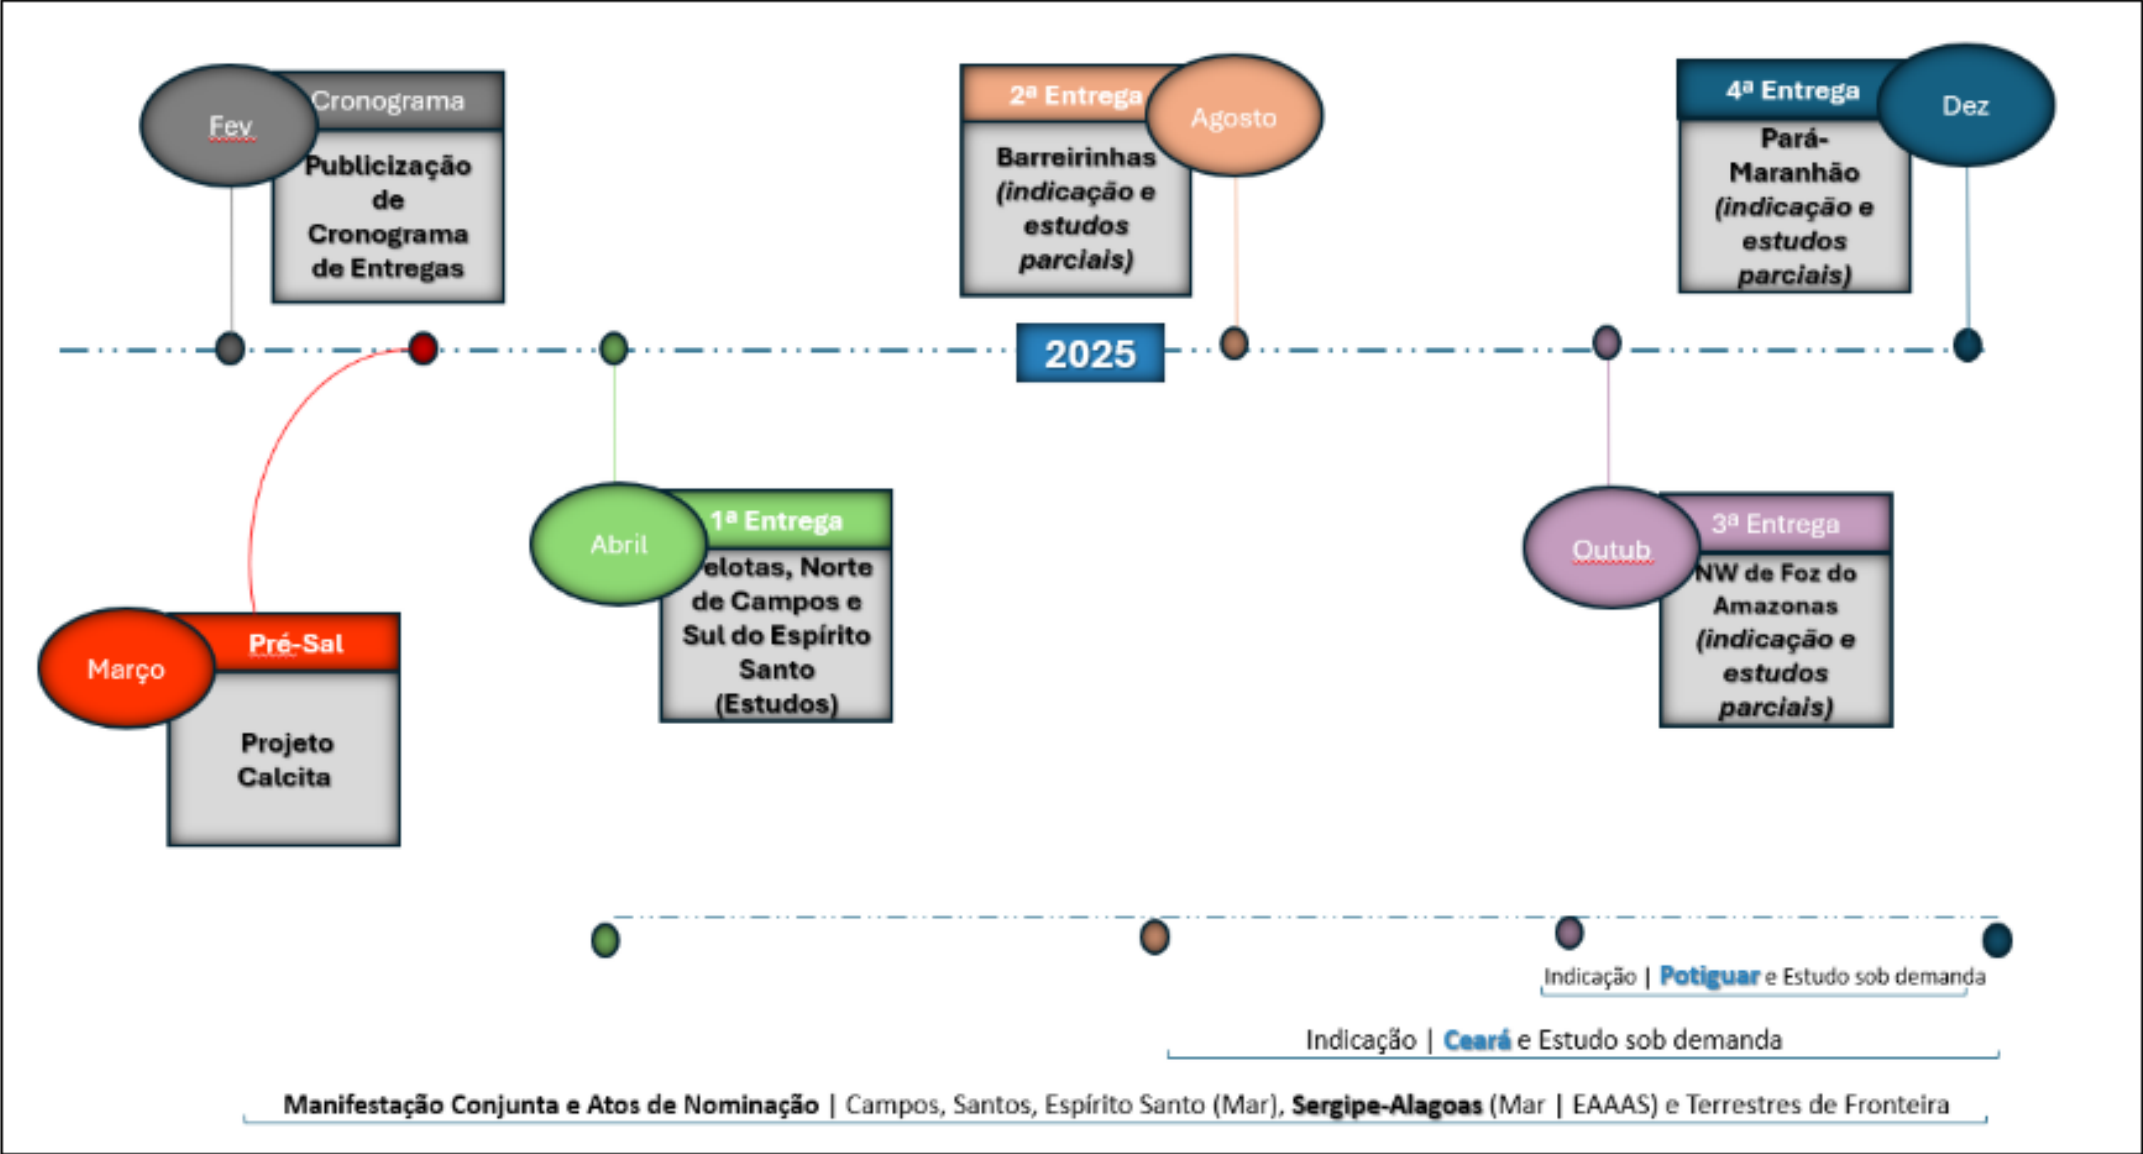 Fev
Cronograma
Publicização
de
Cronograma
de Entregas
2ª Entrega
Agosto
Barreirinhas
(indicação e
estudos
parciais)
4ª Entrega
Dez
Pará-
Maranhão
(indicação e
estudos
parciais)
2025
Março
Pré-Sal
Projeto
Calcita
Abril
1ª Entrega
elotas, Norte
de Campos e
Sul do Espírito
Santo
(Estudos)
Outub
3ª Entrega
NW de Foz do
Amazonas
(indicação e
estudos
parciais)
Indicação | Potiguar e Estudo sob demanda
Indicação | Ceará e Estudo sob demanda
Manifestação Conjunta e Atos de Nominação | Campos, Santos, Espírito Santo (Mar), Sergipe-Alagoas (Mar | EAAAS) e Terrestres de Fronteira